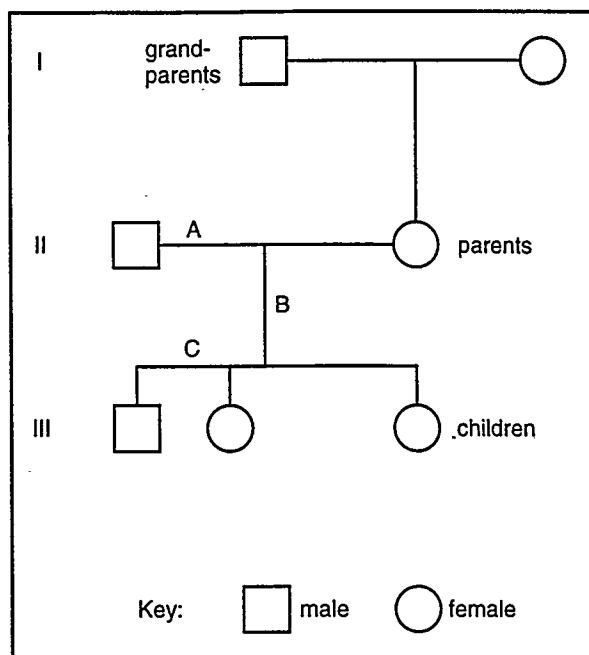 I
grand-
parents
II
A
parents
B
C
III
children
Key:
male
female